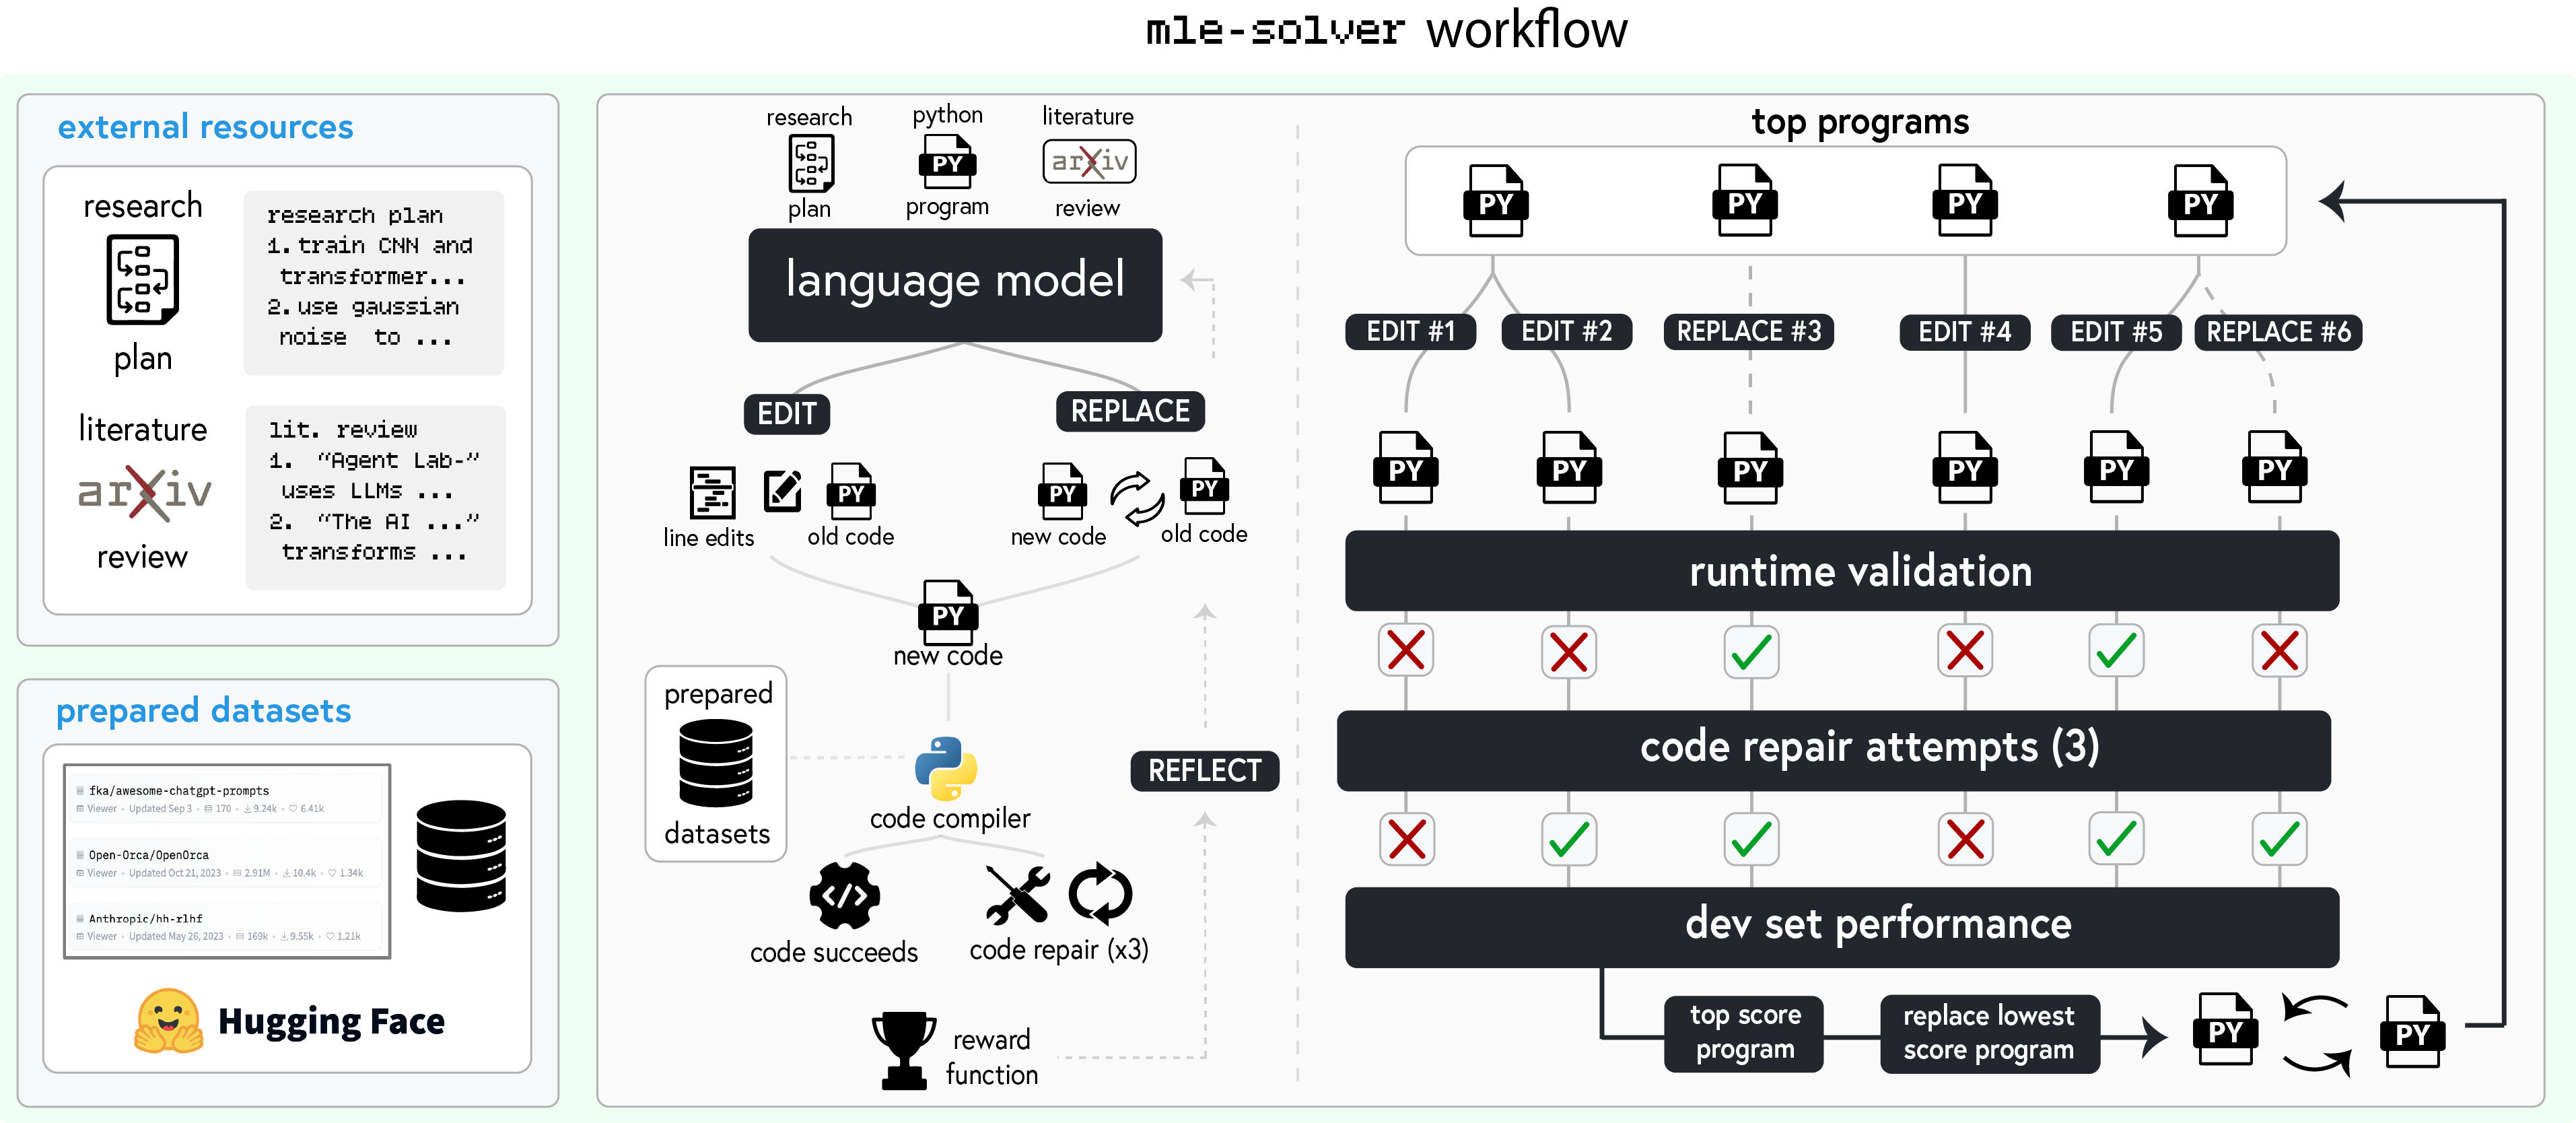 mle-solver workflow
external resources
research
plan
research plan
1. train CNN and
transformer...
2. use gaussian
noise to ...
literature
arXiv
review
lit. review
1. “Agent Lab-”
uses LLMs ...
2. “The AI ...”
transforms ...
prepared datasets
fka/awesome-chatgpt-prompts
Viewer • Updated Sep 3 • 170 • 9.24k • 6.41k
Open-Orca/OpenOrca
Viewer • Updated Oct 21, 2023 • 2.91M • 10.4k • 1.34k
Anthropic/hh-rlhf
Viewer • Updated May 26, 2023 • 169k • 9.55k • 1.21k
Hugging Face
research
plan
python
PY
program
literature
arXiv
review
language model
EDIT
REPLACE
line edits
PY
old code
PY
new code
PY
old code
PY
new code
prepared
datasets
code compiler
REFLECT
code succeeds
code repair (x3)
reward
function
top programs
PY PY PY PY
EDIT #1 EDIT #2 REPLACE #3 EDIT #4 EDIT #5 REPLACE #6
PY PY PY PY PY PY
runtime validation
code repair attempts (3)
dev set performance
top score
program
replace lowest
score program
PY PY